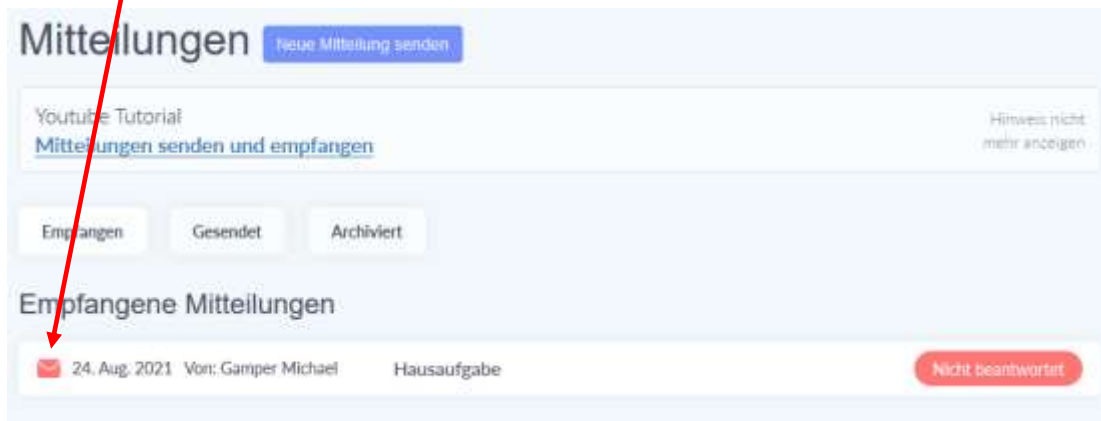 Mitteilungen Neue Mitteilung senden
Youtube Tutorial
Mitteilungen senden und empfangen
Hinweis nicht
mehr anzeigen
Empfangen Gesendet Archiviert
Empfangene Mitteilungen
24. Aug. 2021 Von: Gamper Michael Hausaufgabe Nicht beantwortet